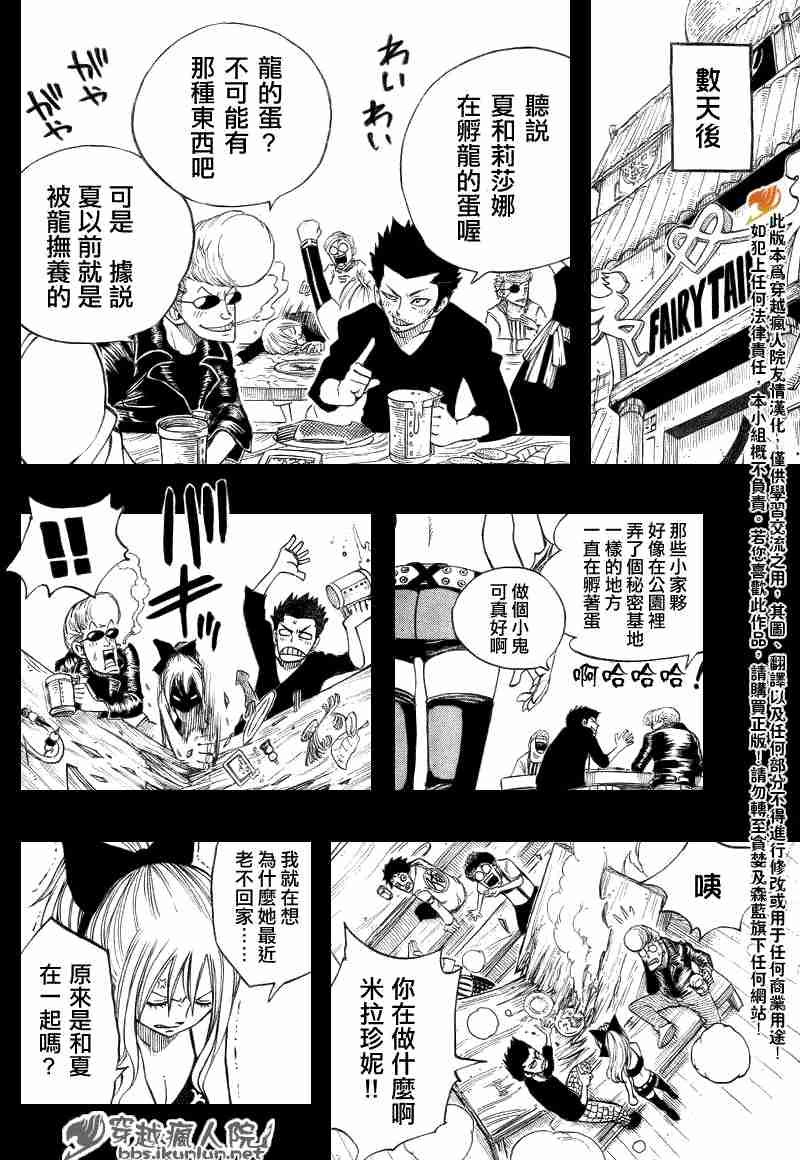 數天後
FAIRY TAIL
聽説
夏和莉莎娜
在孵龍的蛋喔
わいわい
龍的蛋？
不可能有
那種東西吧
ガヤ
ガヤ
可是 據説
夏以前就是
被龍撫養的
那些小家夥
好像在公園裡
一樣的地方
弄了個秘密基地
一直在孵著蛋
做個小鬼
可真好啊
啊哈哈哈！
!!
咦
你在做什麼啊
米拉珍妮!!
我就在想
為什麼她最近
老不回家……
原來是和夏
在一起嗎？
此版本爲穿越瘋人院友情漢化，僅供學習交流之用，其圖、翻譯以及任何部分不得進行修改或用于任何商業用途！
如犯上任何法律責任，本小組概不負責。若您喜歡此作品，請購買正版！請勿轉至貪婪及森藍旗下任何網站！
穿越瘋人院
bbs.ikunlun.net